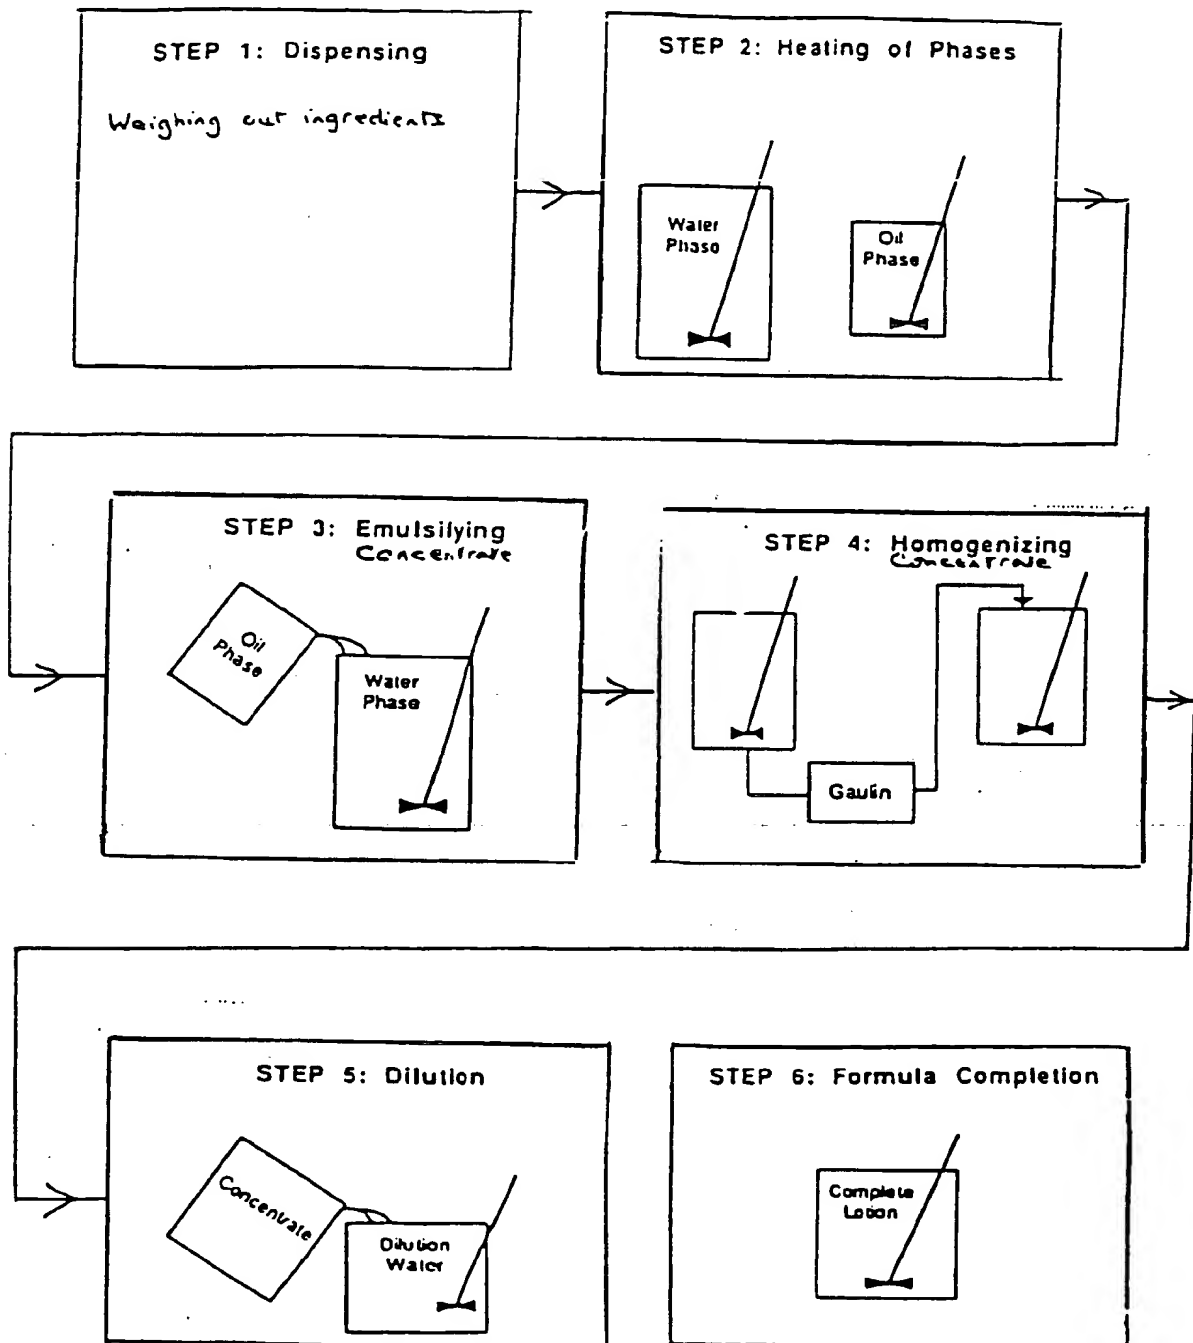 STEP 1: Dispensing
Weighing out ingredients
STEP 2: Heating of Phases
Water
Phase
Oil
Phase
STEP 3: Emulsifying
Concentrate
Oil
Phase
Water
Phase
STEP 4: Homogenizing
Concentrate
Gaulin
STEP 5: Dilution
Concentrate
Dilution
Water
STEP 6: Formula Completion
Complete
Lotion